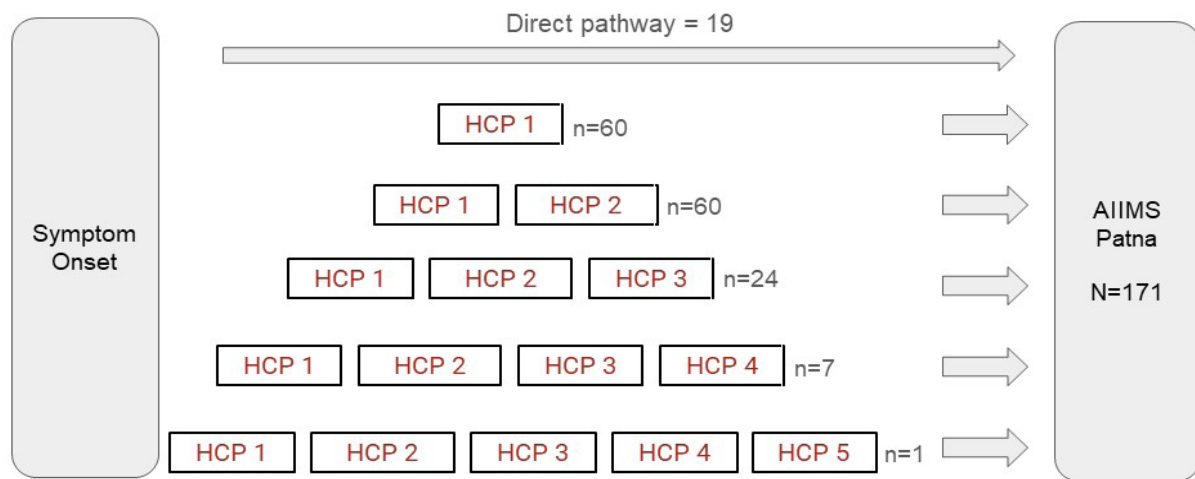 Direct pathway = 19
HCP 1 n=60
HCP 1 HCP 2 n=60
Symptom
Onset
HCP 1 HCP 2 HCP 3 n=24
HCP 1 HCP 2 HCP 3 HCP 4 n=7
HCP 1 HCP 2 HCP 3 HCP 4 HCP 5 n=1
AIIMS
Patna
N=171